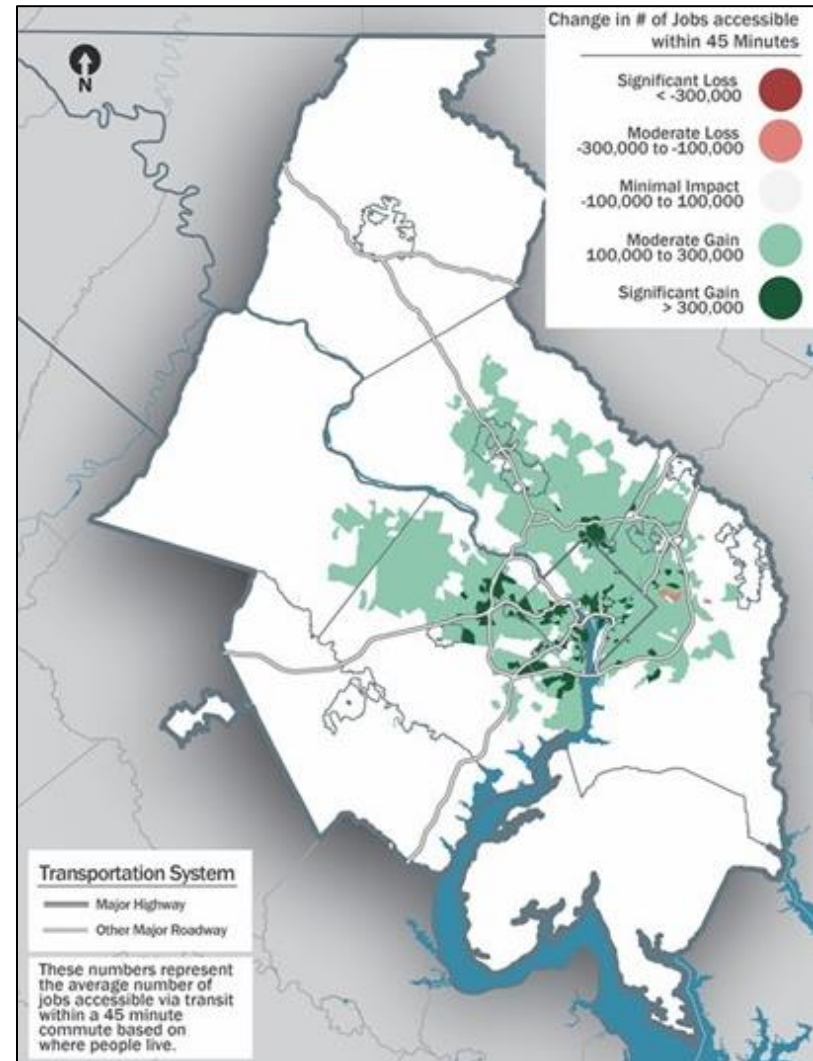 Change in # of Jobs accessible
within 45 Minutes
Significant Loss
< -300,000
Moderate Loss
-300,000 to -100,000
Minimal Impact
-100,000 to 100,000
Moderate Gain
100,000 to 300,000
Significant Gain
> 300,000
N
Transportation System
Major Highway
Other Major Roadway
These numbers represent
the average number of
jobs accessible via transit
within a 45 minute
commute based on
where people live.